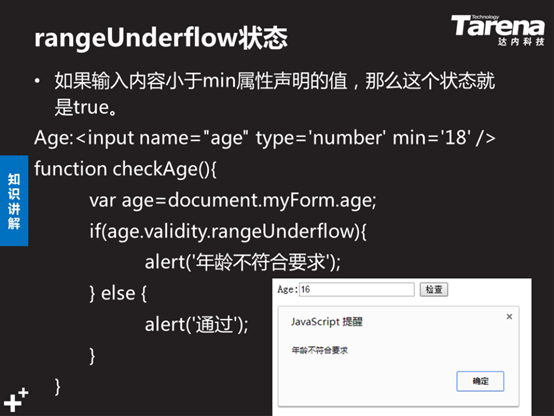 rangeUnderflow状态
Technology
Tarena
达内科技
• 如果输入内容小于min属性声明的值，那么这个状态就
是true。
Age:<input name="age" type='number' min='18' />
function checkAge(){
var age=document.myForm.age;
if(age.validity.rangeUnderflow){
alert('年龄不符合要求');
} else {
alert('通过');
}
}
知识讲解
Age:16 检查
JavaScript 提醒 ×
年龄不符合要求
确定